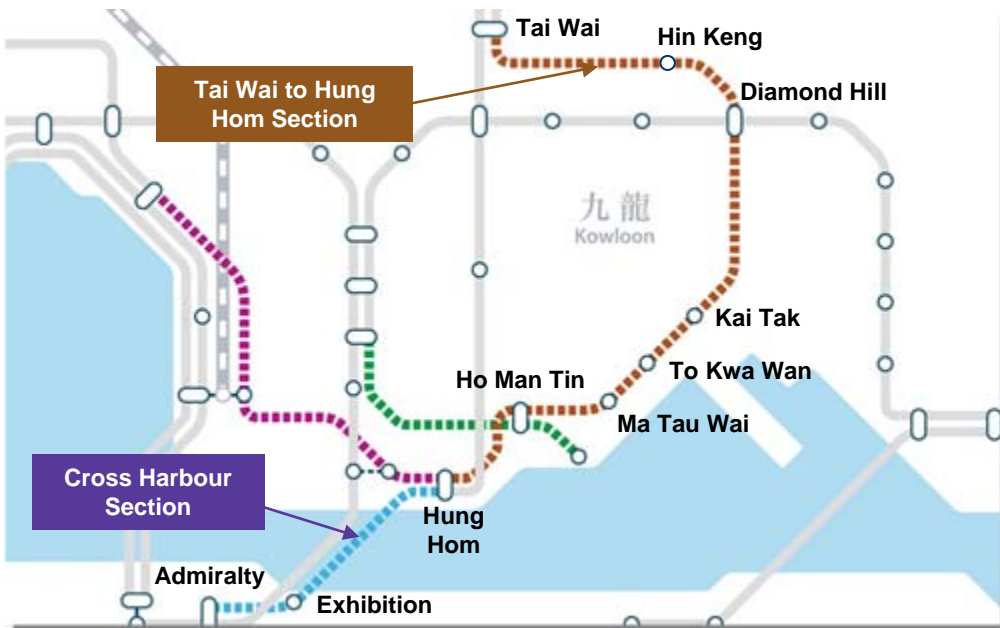 Tai Wai
Hin Keng
Tai Wai to Hung
Hom Section
Diamond Hill
九龍
Kowloon
Kai Tak
To Kwa Wan
Ho Man Tin
Ma Tau Wai
Cross Harbour
Section
Hung
Hom
Admiralty
Exhibition